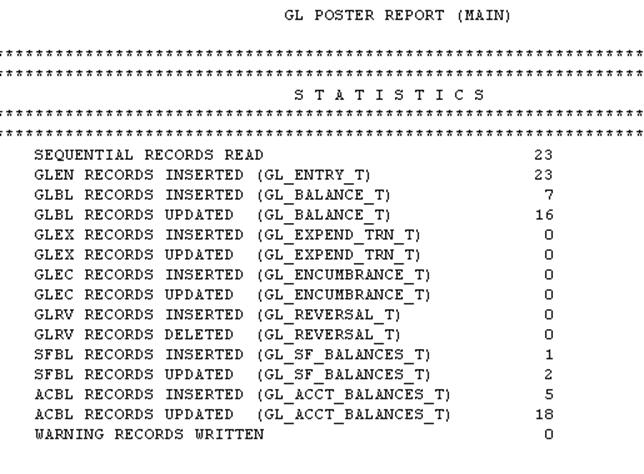 GL POSTER REPORT (MAIN)
*********************************************************************
*********************************************************************
S T A T I S T I C S
*********************************************************************
*********************************************************************
SEQUENTIAL RECORDS READ 23
GLEN RECORDS INSERTED (GL_ENTRY_T) 23
GLBL RECORDS INSERTED (GL_BALANCE_T) 7
GLBL RECORDS UPDATED (GL_BALANCE_T) 16
GLEX RECORDS INSERTED (GL_EXPEND_TRN_T) 0
GLEX RECORDS UPDATED (GL_EXPEND_TRN_T) 0
GLEC RECORDS INSERTED (GL_ENCUMBRANCE_T) 0
GLEC RECORDS UPDATED (GL_ENCUMBRANCE_T) 0
GLRV RECORDS INSERTED (GL_REVERSAL_T) 0
GLRV RECORDS DELETED (GL_REVERSAL_T) 0
SFBL RECORDS INSERTED (GL_SF_BALANCES_T) 1
SFBL RECORDS UPDATED (GL_SF_BALANCES_T) 2
ACBL RECORDS INSERTED (GL_ACCT_BALANCES_T) 5
ACBL RECORDS UPDATED (GL_ACCT_BALANCES_T) 18
WARNING RECORDS WRITTEN 0